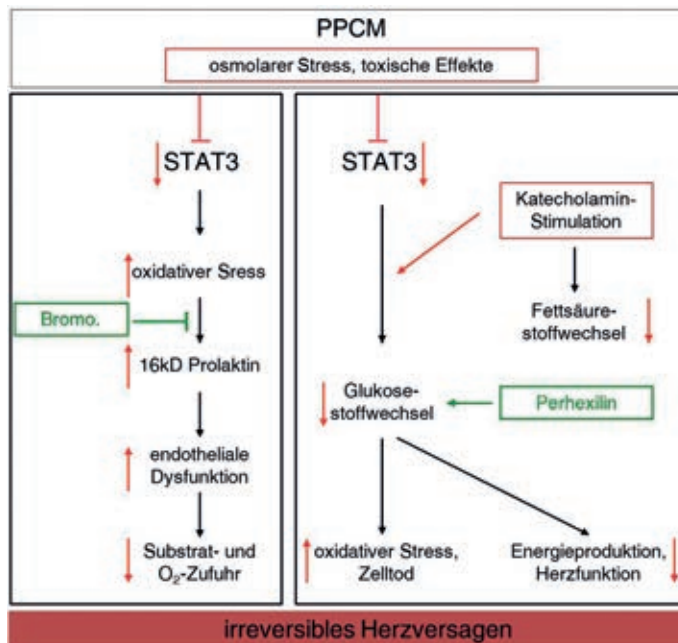 PPCM
osmolarer Stress, toxische Effekte
STAT3
oxidativer Sress
Bromo.
16kD Prolaktin
endotheliale
Dysfunktion
Substrat- und
O₂-Zufuhr
STAT3
Katecholamin-
Stimulation
Fettsäure-
stoffwechsel
Glukose-
stoffwechsel
Perhexilin
oxidativer Stress,
Zelltod
Energieproduktion,
Herzfunktion
irreversibles Herzversagen